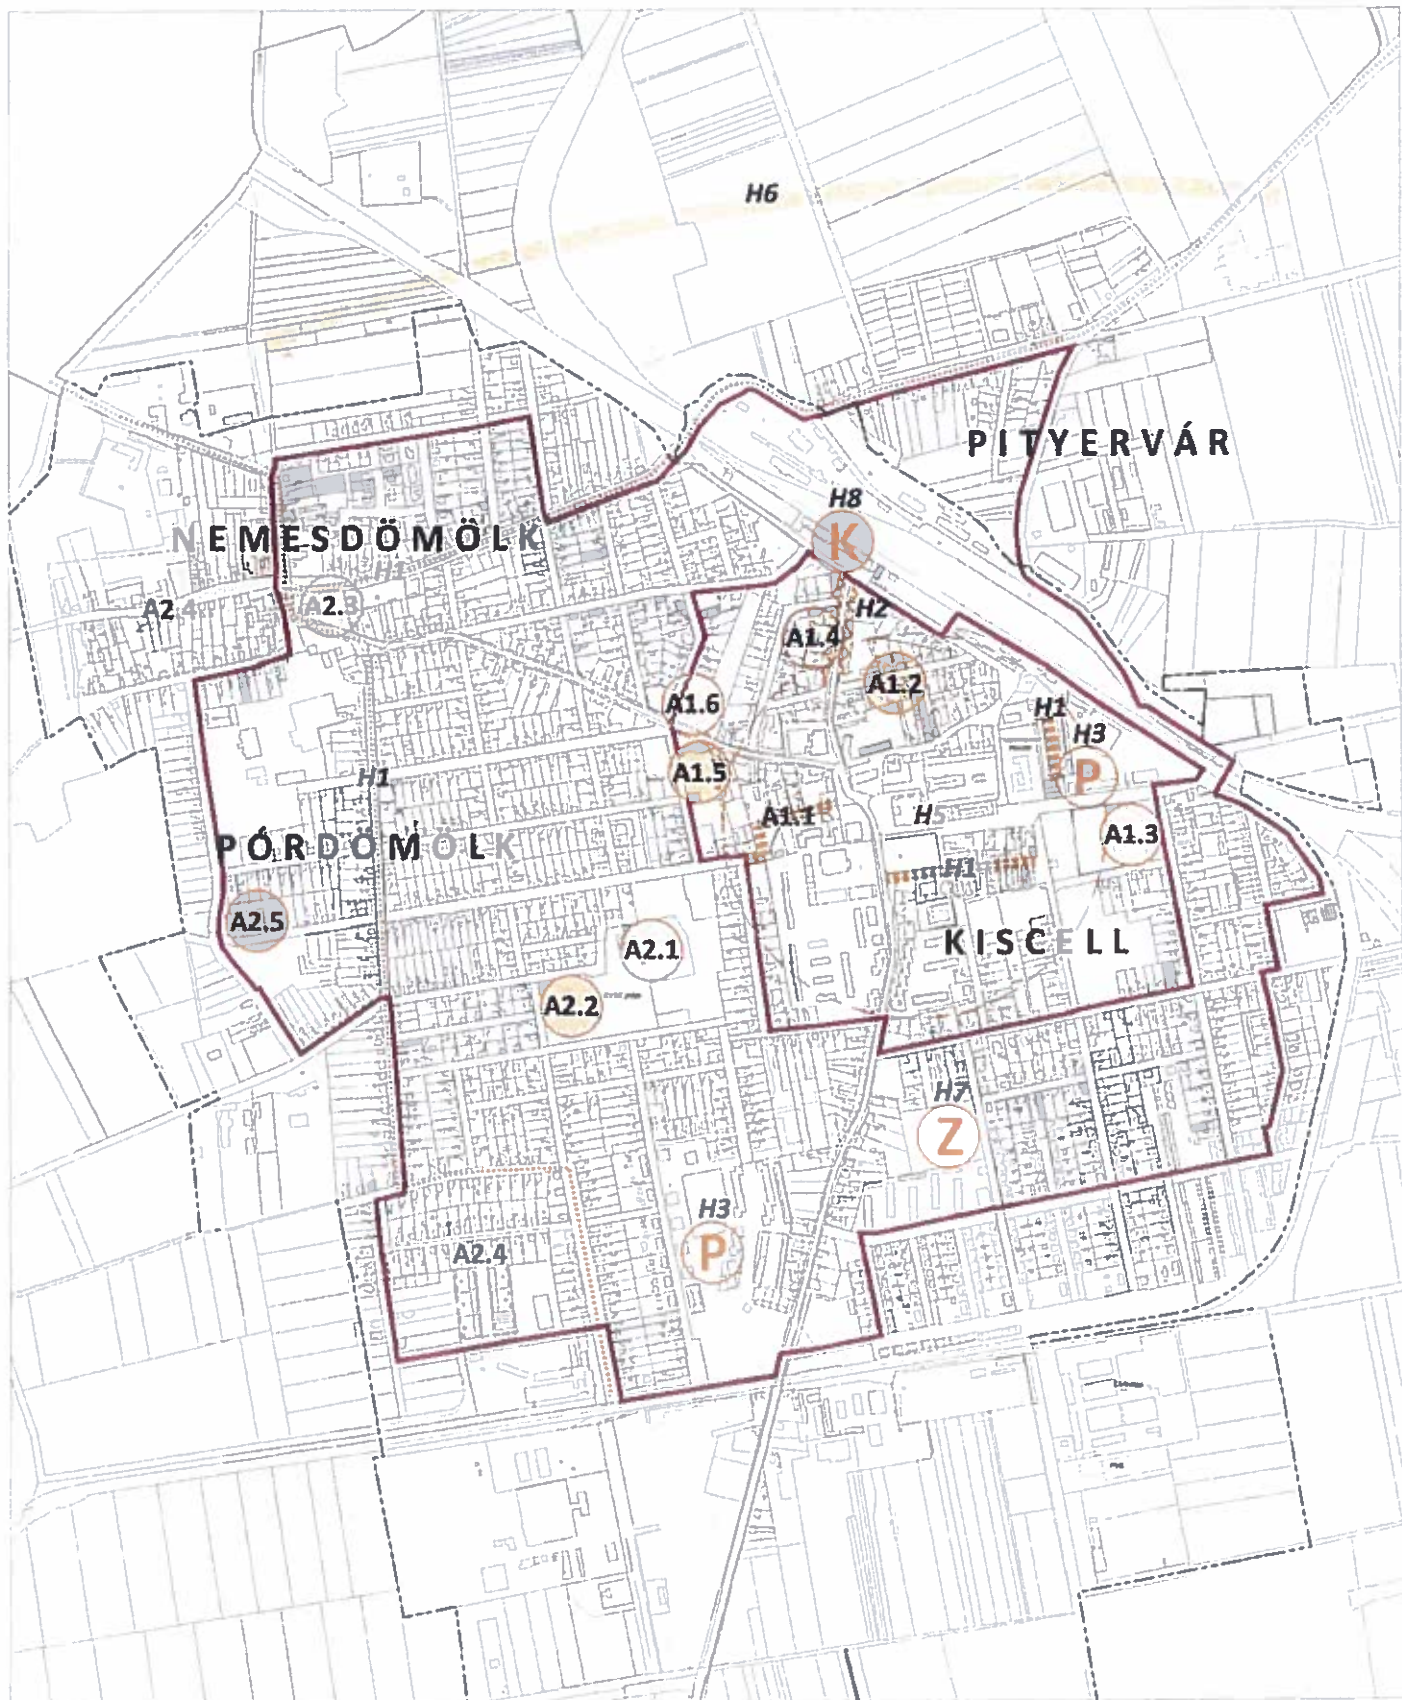 H6
PITYERVÁR
H8
K
NEMESDÖMÖLK
H1
A2.4
A2.3
H2
A1.4
A1.2
A1.6
H1
H3
A1.5
P
H1
A1.1
H5
A1.3
PÓRDÖMÖLK
H1
A2.5
A2.1
KISCELL
A2.2
H7
Z
H3
P
A2.4